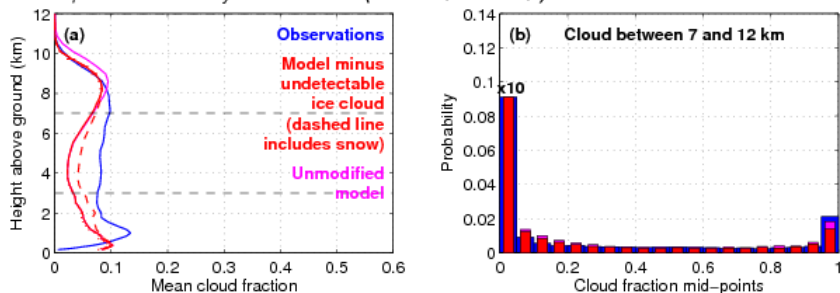 12
10
8
6
4
2
0
Height above ground (km)
(a)
Observations
Model minus
undetectable
ice cloud
(dashed line
includes snow)
Unmodified
model
0
0.1
0.2
0.3
0.4
0.5
0.6
Mean cloud fraction
0.14
0.12
0.1
0.08
0.06
0.04
0.02
0
Probability
(b)
Cloud between 7 and 12 km
x10
0
0.2
0.4
0.6
0.8
1
Cloud fraction mid-points